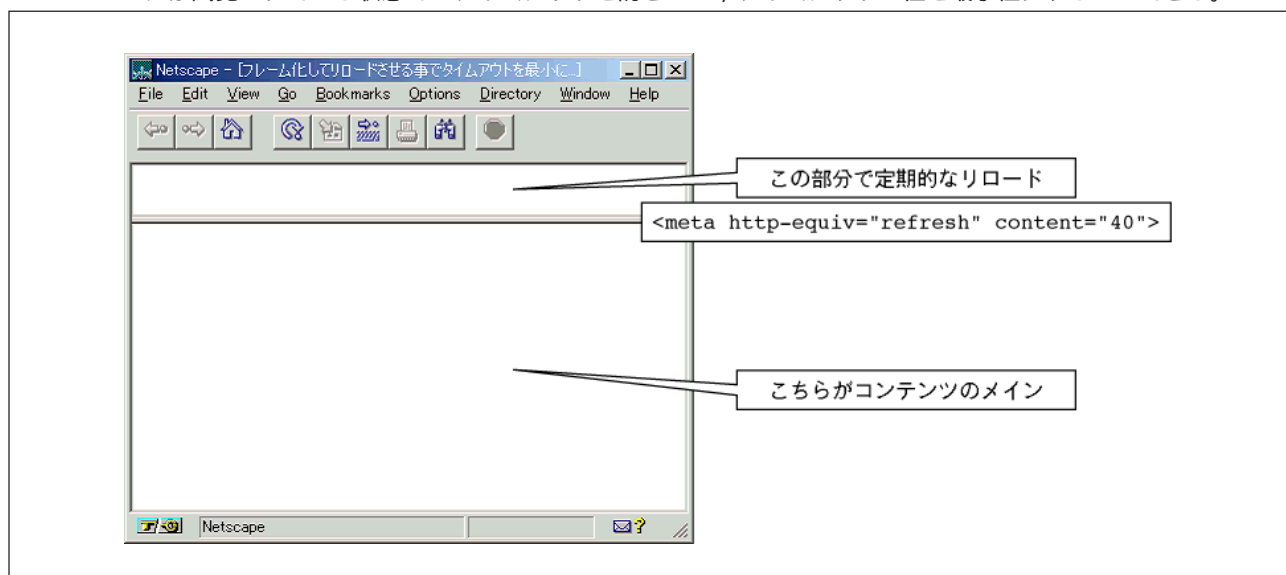 Netscape - [フレーム化してリロードさせる事でタイムアウトを最小に...]
File Edit View Go Bookmarks Options Directory Window Help
この部分で定期的なリロード
<meta http-equiv="refresh" content="40">
こちらがコンテンツのメイン
Netscape